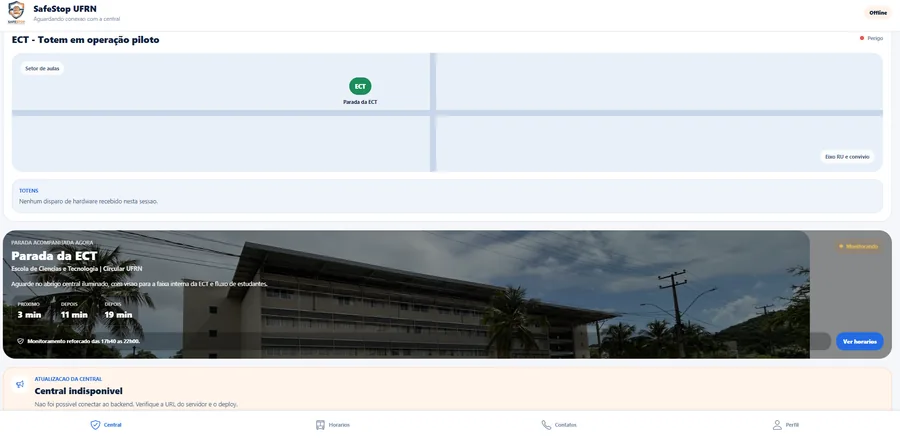 SafeStop UFRN
Aguardando conexao com a central
Offline
ECT - Totem em operação piloto
Perigo
Setor de aulas
ECT
Parada da ECT
Eixo RU e convivio
TOTENS
Nenhum disparo de hardware recebido nesta sessao.
PARADA ACOMPANHADA AGORA
Monitorando
Parada da ECT
Escola de Ciencias e Tecnologia | Circular UFRN
Aguarde no abrigo central iluminado, com visao para a faixa interna da ECT e fluxo de estudantes.
PROXIMO DEPOIS DEPOIS
3 min 11 min 19 min
Monitoramento reforcado das 17h40 as 22h00.
Ver horarios
ATUALIZACAO DA CENTRAL
Central indisponivel
Nao foi possivel conectar ao backend. Verifique a URL do servidor e o deploy.
Central Horarios Contatos Perfil